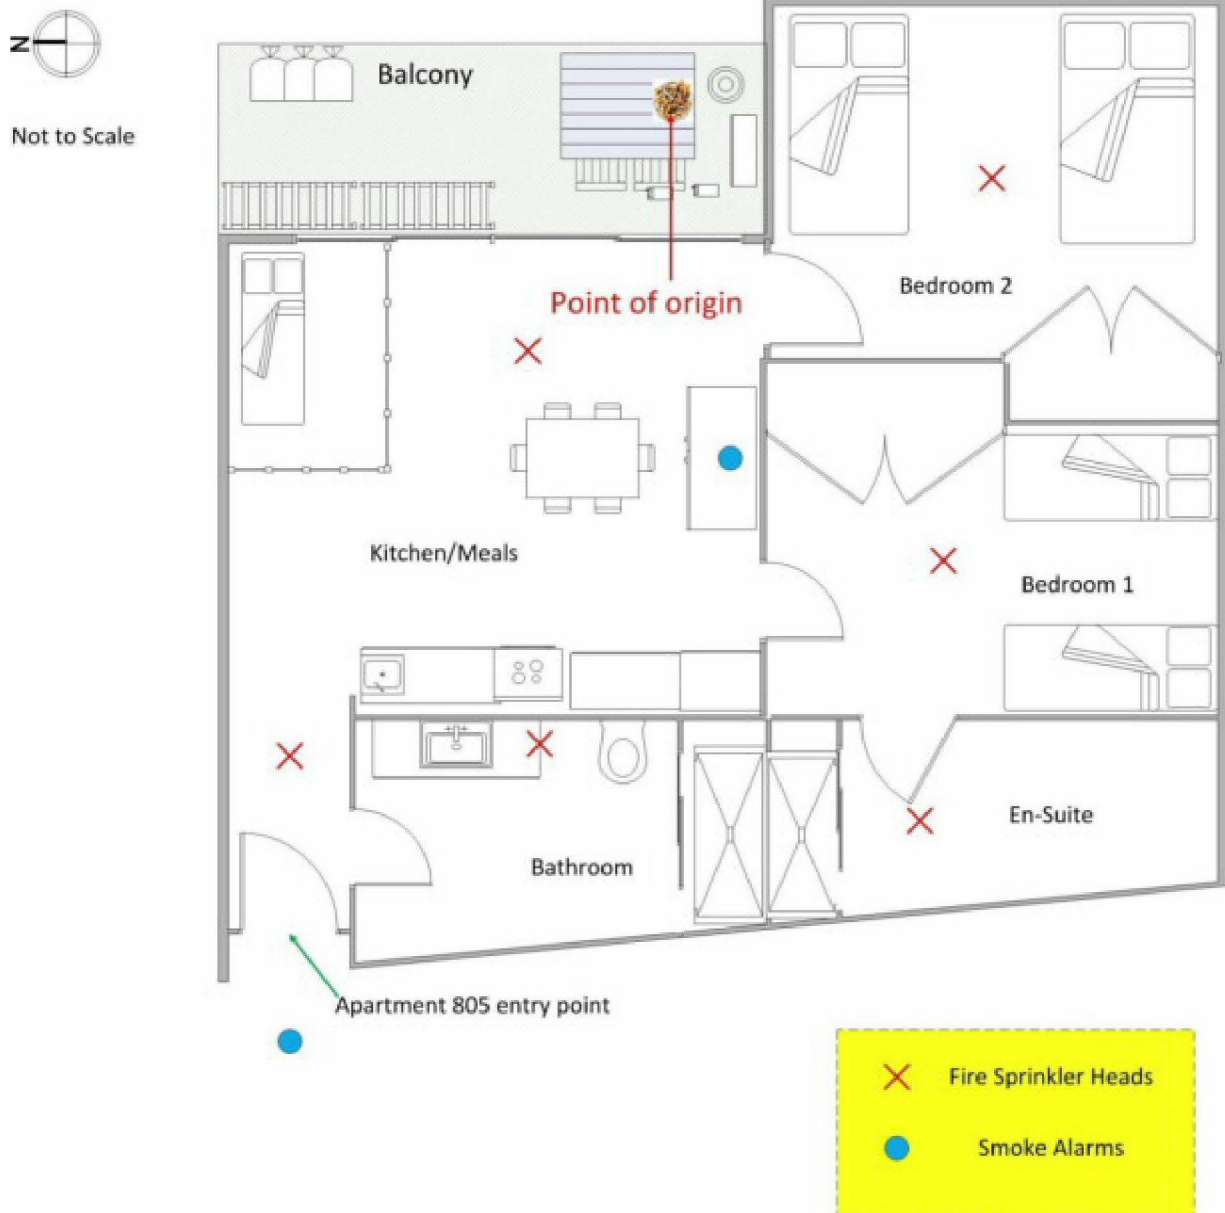 N
Not to Scale
Balcony
Point of origin
Bedroom 2
Kitchen/Meals
Bedroom 1
En-Suite
Bathroom
Apartment 805 entry point
Fire Sprinkler Heads
Smoke Alarms